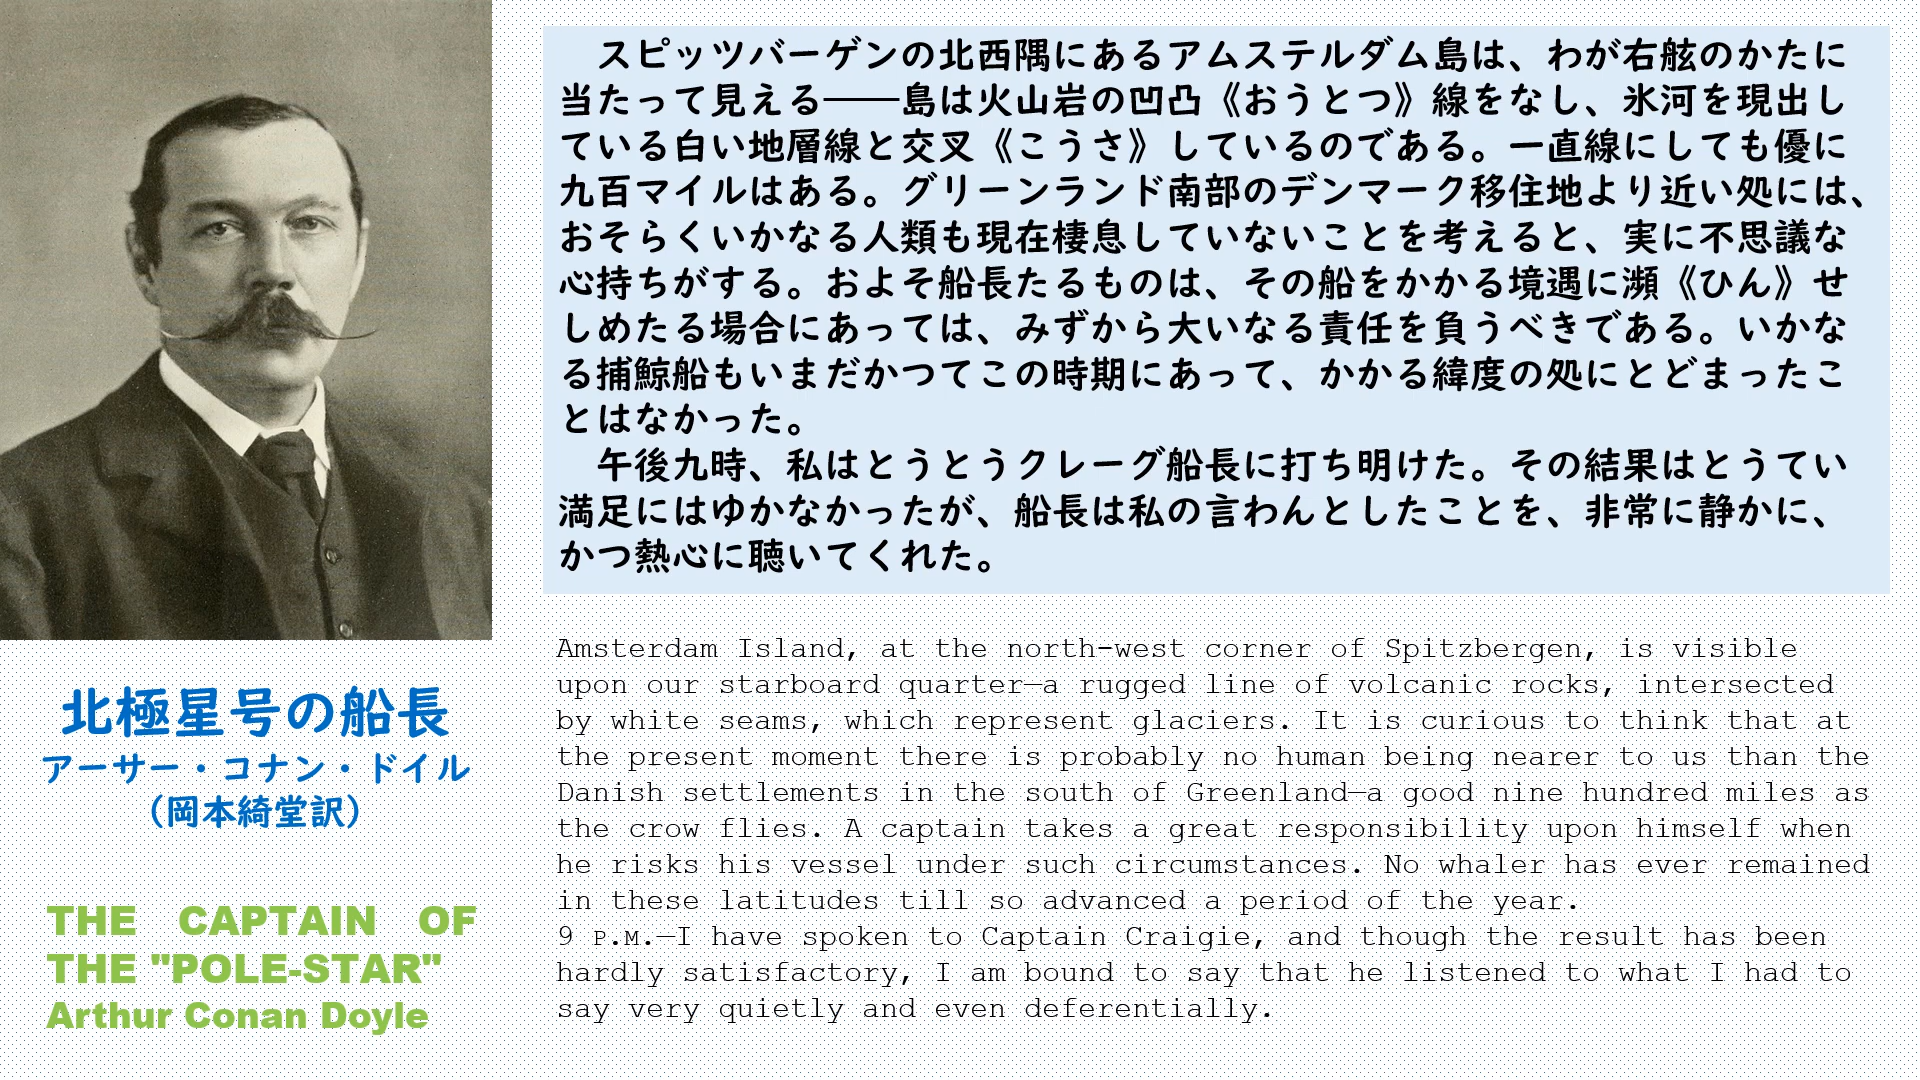 スピッツバーゲンの北西隅にあるアムステルダム島は、わが右舷のかたに
当たって見える――島は火山岩の凹凸《おうとつ》線をなし、氷河を現出し
ている白い地層線と交叉《こうさ》しているのである。一直線にしても優に
九百マイルはある。グリーンランド南部のデンマーク移住地より近い処には、
おそらくいかなる人類も現在棲息していないことを考えると、実に不思議な
心持ちがする。およそ船長たるものは、その船をかかる境遇に瀕《ひん》せ
しめたる場合にあっては、みずから大いなる責任を負うべきである。いかな
る捕鯨船もいまだかつてこの時期にあって、かかる緯度の処にとどまったこ
とはなかった。
　午後九時、私はとうとうクレーグ船長に打ち明けた。その結果はとうてい
満足にはゆかなかったが、船長は私の言わんとしたことを、非常に静かに、
かつ熱心に聴いてくれた。
Amsterdam Island, at the north-west corner of Spitzbergen, is visible
upon our starboard quarter—a rugged line of volcanic rocks, intersected
by white seams, which represent glaciers. It is curious to think that at
the present moment there is probably no human being nearer to us than the
Danish settlements in the south of Greenland—a good nine hundred miles as
the crow flies. A captain takes a great responsibility upon himself when
he risks his vessel under such circumstances. No whaler has ever remained
in these latitudes till so advanced a period of the year.
9 P.M.—I have spoken to Captain Craigie, and though the result has been
hardly satisfactory, I am bound to say that he listened to what I had to
say very quietly and even deferentially.
北極星号の船長
アーサー・コナン・ドイル
（岡本綺堂訳）
THE CAPTAIN OF
THE "POLE-STAR"
Arthur Conan Doyle